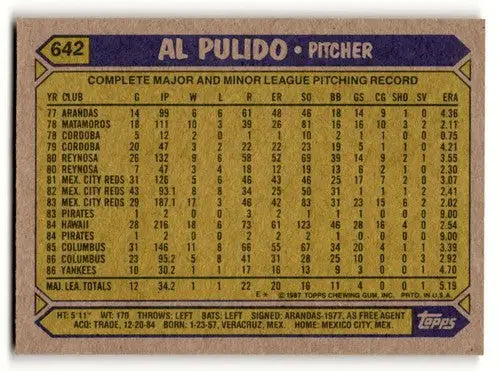 642
AL PULIDO • PITCHER
COMPLETE MAJOR AND MINOR LEAGUE PITCHING RECORD
YR CLUB G IP W L R ER SO BB GS CG SHO SV ERA
77 ARANDAS 14 99 6 6 61 48 46 18 14 9 1 0 4.36
78 MATAMOROS 18 111 10 3 39 26 81 16 16 10 3 2 2.11
78 CORDOBA 5 12 2 0 1 1 10 2 0 0 0 0 0.75
79 CORDOBA 20 47 3 2 22 22 23 19 3 1 0 0 4.21
80 REYNOSA 26 132 9 6 58 52 69 39 14 9 2 1 3.55
80 REYNOSA 7 47 3 4 18 12 19 13 6 2 1 0 2.30
81 MEX. CITY REDS 31 126 5 6 46 43 46 25 17 7 2 0 3.07
82 MEX. CITY REDS 43 93.1 6 8 34 25 50 31 7 1 1 2 2.41
83 MEX. CITY REDS 29 187.1 17 3 46 42 66 31 23 15 6 2 2.02
83 PIRATES 1 2 0 0 2 2 1 1 1 0 0 0 9.00
84 HAWAII 28 216 18 6 73 61 123 46 28 16 4 0 2.54
84 PIRATES 1 2 0 0 2 2 2 1 0 0 0 0 9.00
85 COLUMBUS 31 146 11 8 66 55 67 34 20 4 1 1 3.39
86 COLUMBUS 23 95.2 5 8 41 31 28 25 10 6 0 3 2.92
86 YANKEES 10 30.2 1 1 17 16 13 9 3 0 0 1 4.70
MAJ. LEA. TOTALS 12 34.2 1 1 21 20 16 11 4 0 0 1 5.19
E* © 1987 TOPPS CHEWING GUM, INC. PRTD. IN U.S.A.
HT: 5'11" WT: 170 THROWS: LEFT BATS: LEFT SIGNED: ARANDAS-1977, AS FREE AGENT
ACQ: TRADE, 12-20-84 BORN: 1-23-57, VERACRUZ, MEX. HOME: MEXICO CITY, MEX.
topps